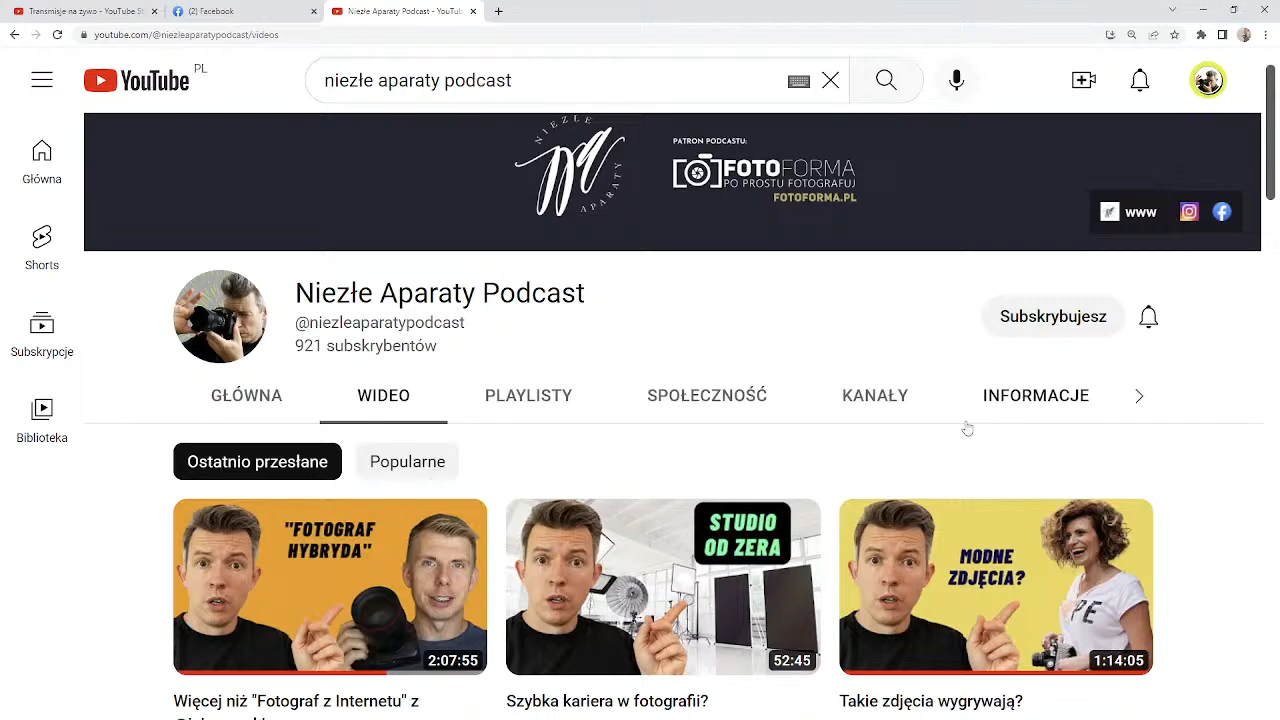 Transmisje na żywo - YouTube St
(2) Facebook
Niezłe Aparaty Podcast - YouTub
youtube.com/@niezleaparatypodcast/videos
YouTube PL
niezłe aparaty podcast
NIEZŁE
APARATY
PATRON PODCASTU:
FOTOFORMA
PO PROSTU FOTOGRAFUJ
FOTOFORMA.PL
www
Główna
Shorts
Subskrypcje
Biblioteka
Niezłe Aparaty Podcast
@niezleaparatypodcast
921 subskrybentów
Subskrybujesz
GŁÓWNA WIDEO PLAYLISTY SPOŁECZNOŚĆ KANAŁY INFORMACJE
Ostatnio przesłane Popularne
"FOTOGRAF
HYBRYDA"
2:07:55
STUDIO
OD ZERA
52:45
MODNE
ZDJĘCIA?
1:14:05
Więcej niż "Fotograf z Internetu" z
Szybka kariera w fotografii?
Takie zdjęcia wygrywają?